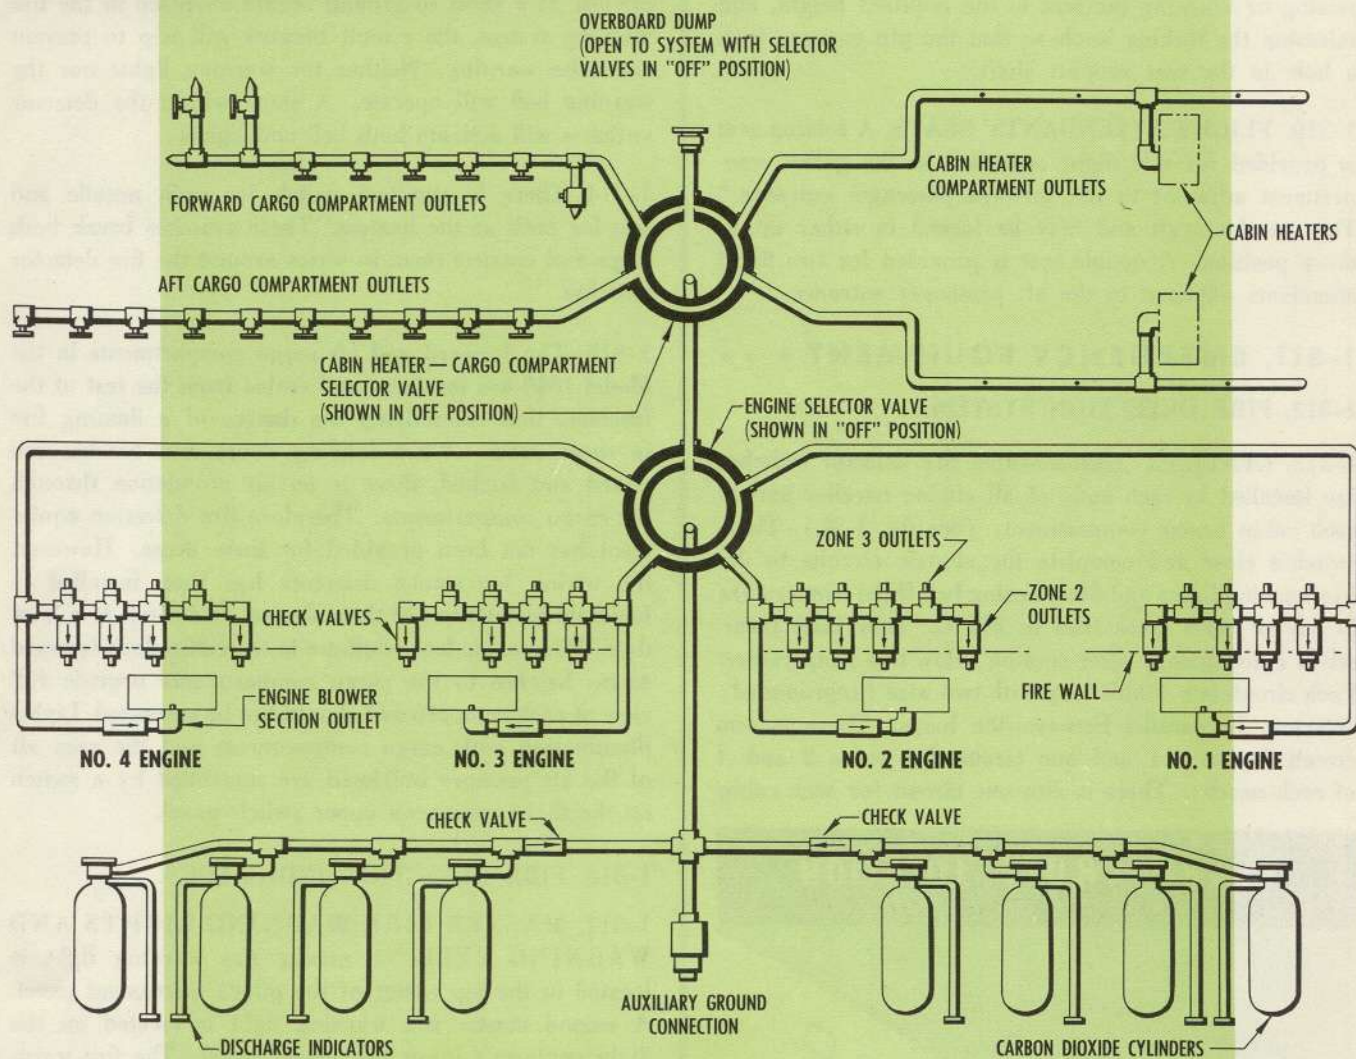 OVERBOARD DUMP
(OPEN TO SYSTEM WITH SELECTOR
VALVES IN "OFF" POSITION)
FORWARD CARGO COMPARTMENT OUTLETS
CABIN HEATER
COMPARTMENT OUTLETS
CABIN HEATERS
AFT CARGO COMPARTMENT OUTLETS
CABIN HEATER — CARGO COMPARTMENT
SELECTOR VALVE
(SHOWN IN OFF POSITION)
ENGINE SELECTOR VALVE
(SHOWN IN "OFF" POSITION)
ZONE 3 OUTLETS
ZONE 2
OUTLETS
CHECK VALVES
FIRE WALL
ENGINE BLOWER
SECTION OUTLET
NO. 4 ENGINE
NO. 3 ENGINE
NO. 2 ENGINE
NO. 1 ENGINE
CHECK VALVE
CHECK VALVE
AUXILIARY GROUND
CONNECTION
DISCHARGE INDICATORS
CARBON DIOXIDE CYLINDERS